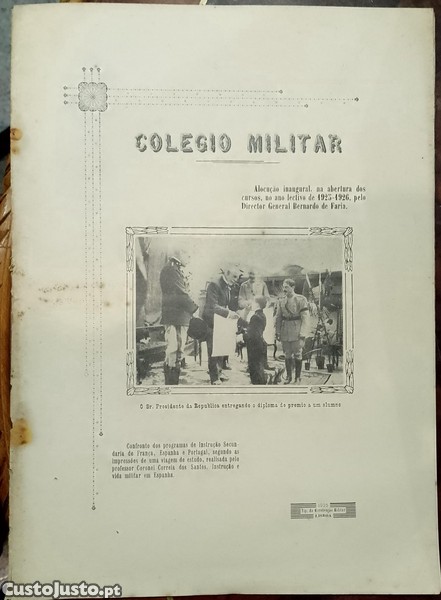 COLEGIO MILITAR
Alocução inaugural, na abertura dos
cursos, no ano lectivo de 1925-1926, pelo
Director General Bernardo de Faria.
O Sr. Presidente da Republica entregando o diploma de premio a um alumno
Confronto dos programas de Instrução Secun-
daria de França, Espanha e Portugal, segundo as
impressões de uma viagem de estudo, realisada pelo
professor Coronel Correia dos Santos. Instrução e
vida militar em Espanha.
LISBOA
CustoJusto.pt